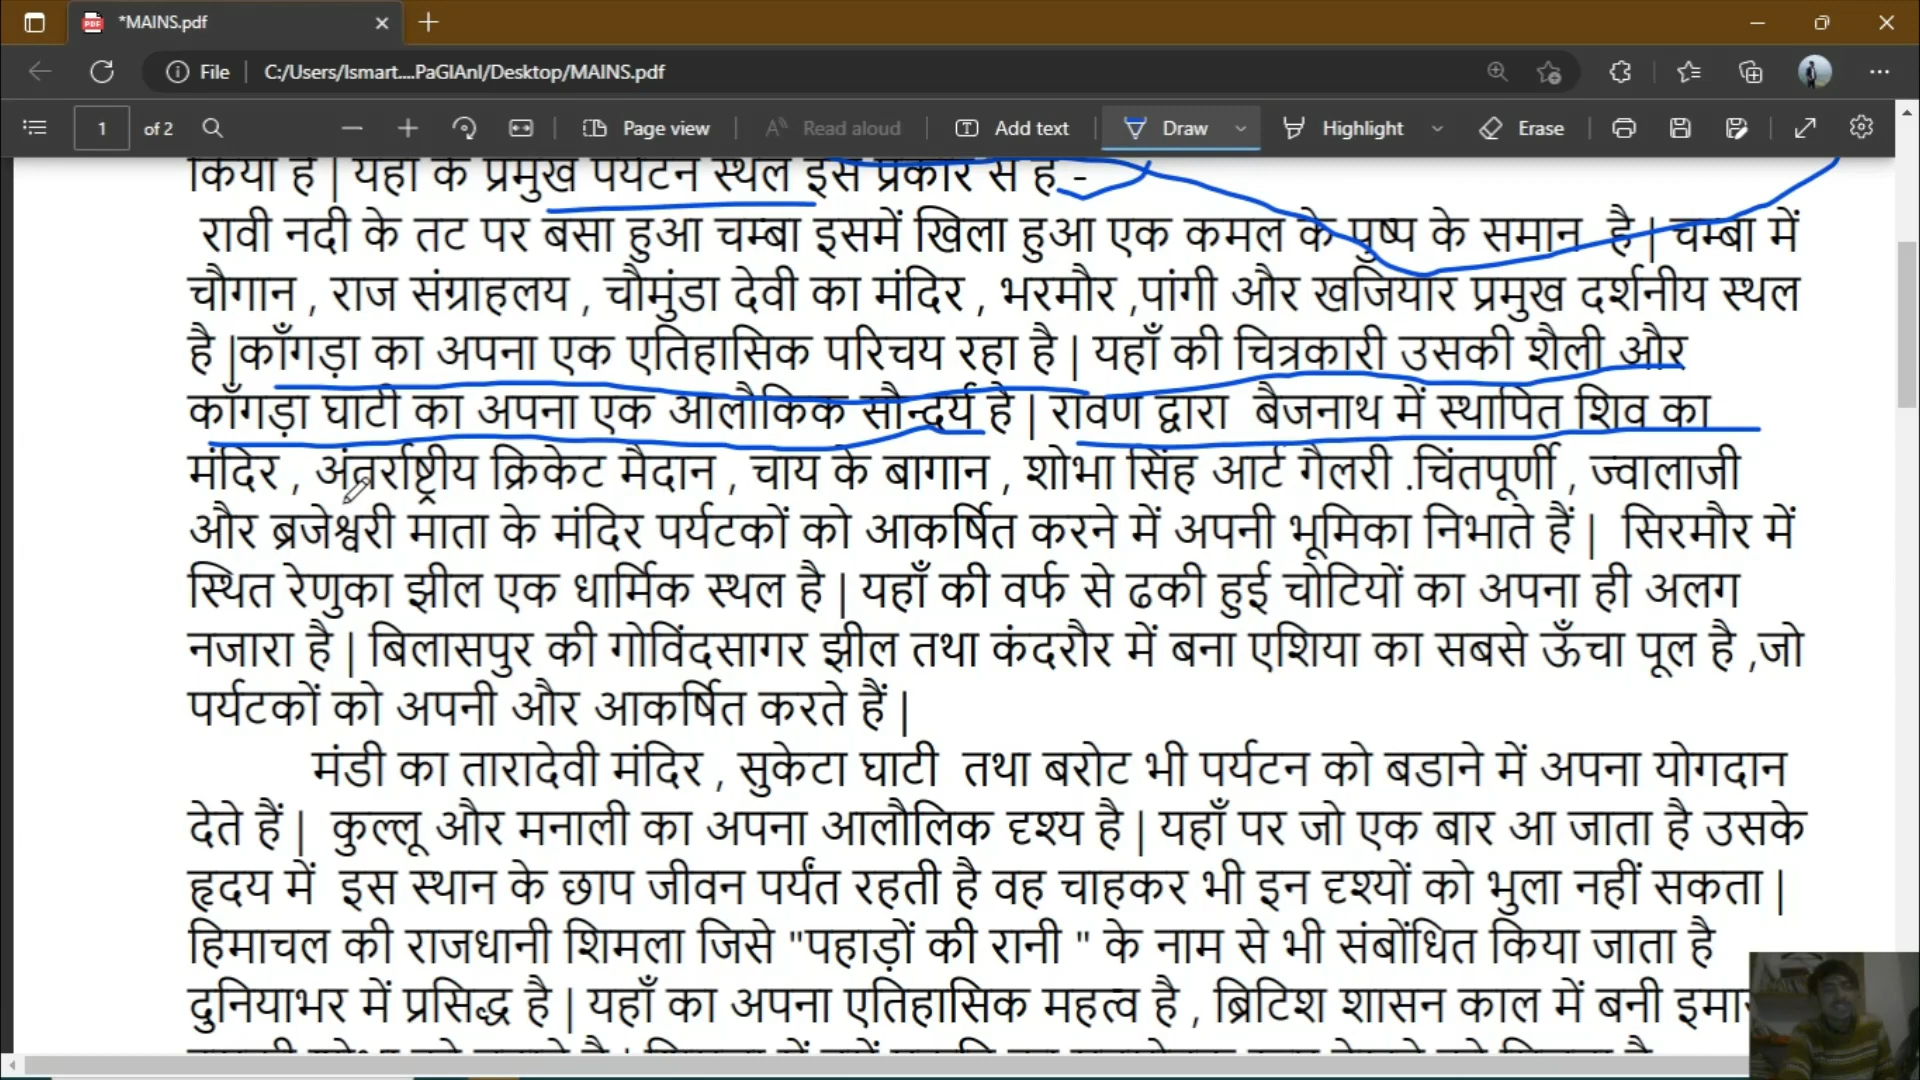 *MAINS.pdf
File C:/Users/Ismart....PaGlAnI/Desktop/MAINS.pdf
1 of 2 Page view Read aloud Add text Draw Highlight Erase
किया है | यहाँ के प्रमुख पर्यटन स्थल इस प्रकार से है -
रावी नदी के तट पर बसा हुआ चम्बा इसमें खिला हुआ एक कमल के पुष्प के समान है | चम्बा में
चौगान , राज संग्राहलय , चौमुंडा देवी का मंदिर , भरमौर ,पांगी और खजियार प्रमुख दर्शनीय स्थल
है |काँगड़ा का अपना एक एतिहासिक परिचय रहा है | यहाँ की चित्रकारी उसकी शैली और
काँगड़ा घाटी का अपना एक आलौकिक सौन्दर्य है | रावण द्वारा बैजनाथ में स्थापित शिव का
मंदिर , अंतर्राष्ट्रीय क्रिकेट मैदान , चाय के बागान , शोभा सिंह आर्ट गैलरी .चिंतपूर्णी , ज्वालाजी
और ब्रजेश्वरी माता के मंदिर पर्यटकों को आकर्षित करने में अपनी भूमिका निभाते हैं | सिरमौर में
स्थित रेणुका झील एक धार्मिक स्थल है | यहाँ की वर्फ से ढकी हुई चोटियों का अपना ही अलग
नजारा है | बिलासपुर की गोविंदसागर झील तथा कंदरौर में बना एशिया का सबसे ऊँचा पूल है ,जो
पर्यटकों को अपनी और आकर्षित करते हैं |
मंडी का तारादेवी मंदिर , सुकेटा घाटी तथा बरोट भी पर्यटन को बडाने में अपना योगदान
देते हैं | कुल्लू और मनाली का अपना आलौलिक दृश्य है | यहाँ पर जो एक बार आ जाता है उसके
हृदय में इस स्थान के छाप जीवन पर्यंत रहती है वह चाहकर भी इन दृश्यों को भुला नहीं सकता |
हिमाचल की राजधानी शिमला जिसे "पहाड़ों की रानी " के नाम से भी संबोंधित किया जाता है
दुनियाभर में प्रसिद्ध है | यहाँ का अपना एतिहासिक महत्व है , ब्रिटिश शासन काल में बनी